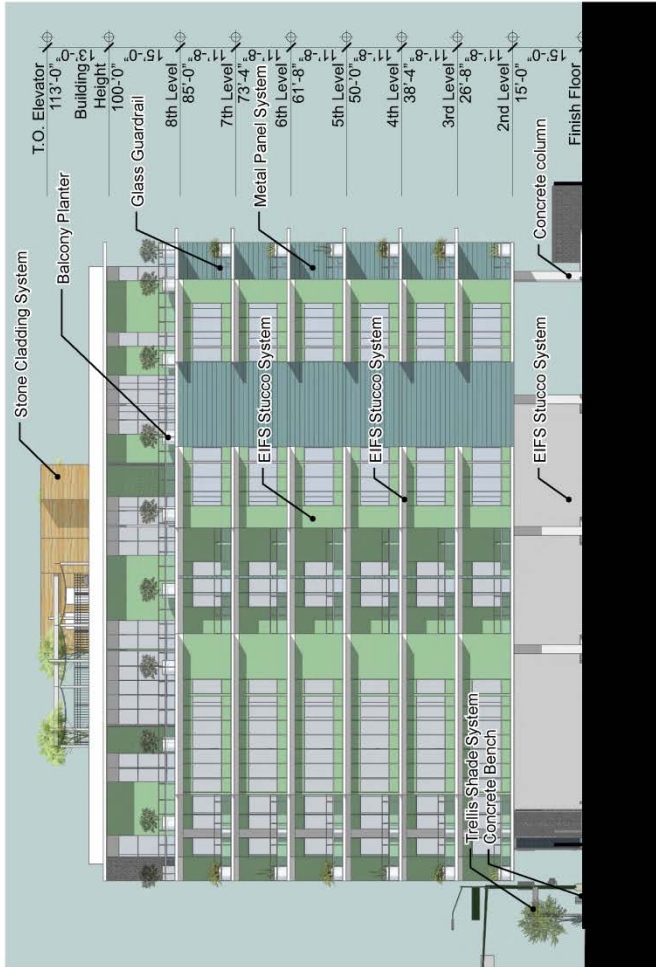 T.O. Elevator
113'-0"
13'-0"
Building
Height
100'-0"
15'-0"
8th Level
85'-0"
11'-8"
7th Level
73'-4"
11'-8"
6th Level
61'-8"
11'-8"
5th Level
50'-0"
11'-8"
4th Level
38'-4"
11'-8"
3rd Level
26'-8"
11'-8"
2nd Level
15'-0"
15'-0"
Finish Floor
Stone Cladding System
Balcony Planter
Glass Guardrail
Metal Panel System
EIFS Stucco System
EIFS Stucco System
EIFS Stucco System
Concrete column
Trellis Shade System
Concrete Bench